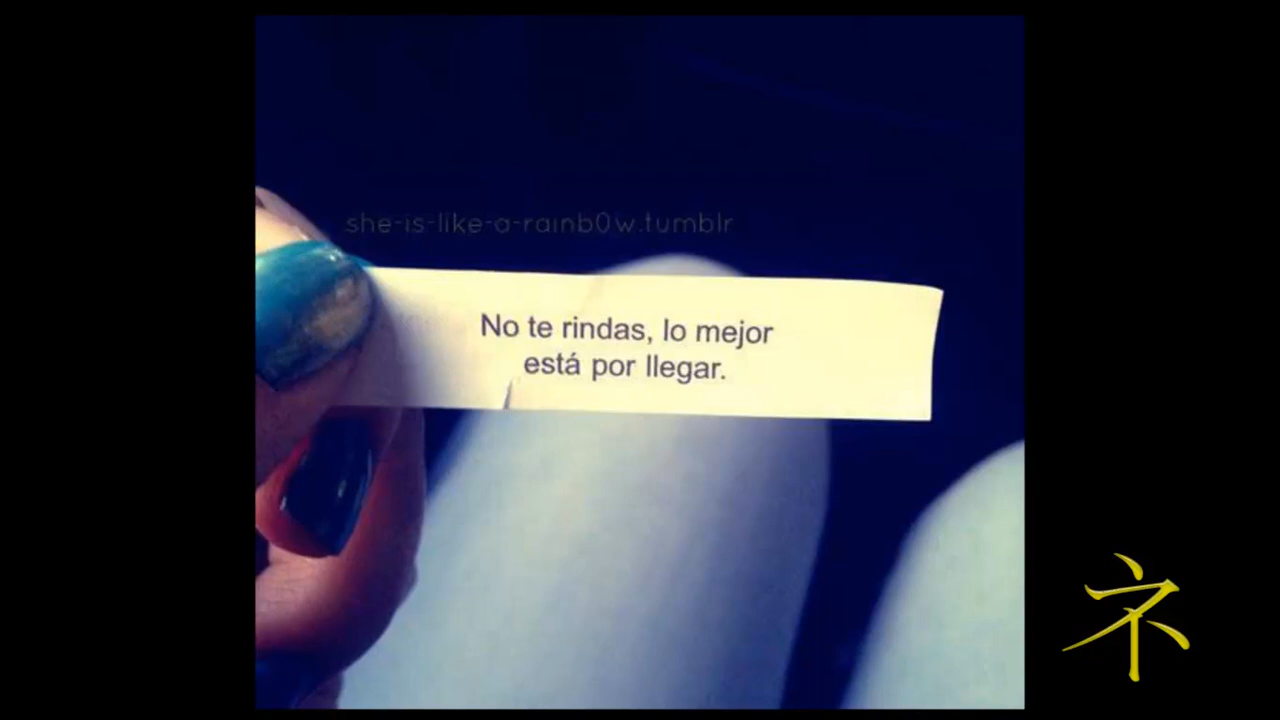 she-is-like-a-rainb0w.tumblr
No te rindas, lo mejor
está por llegar.
ネ